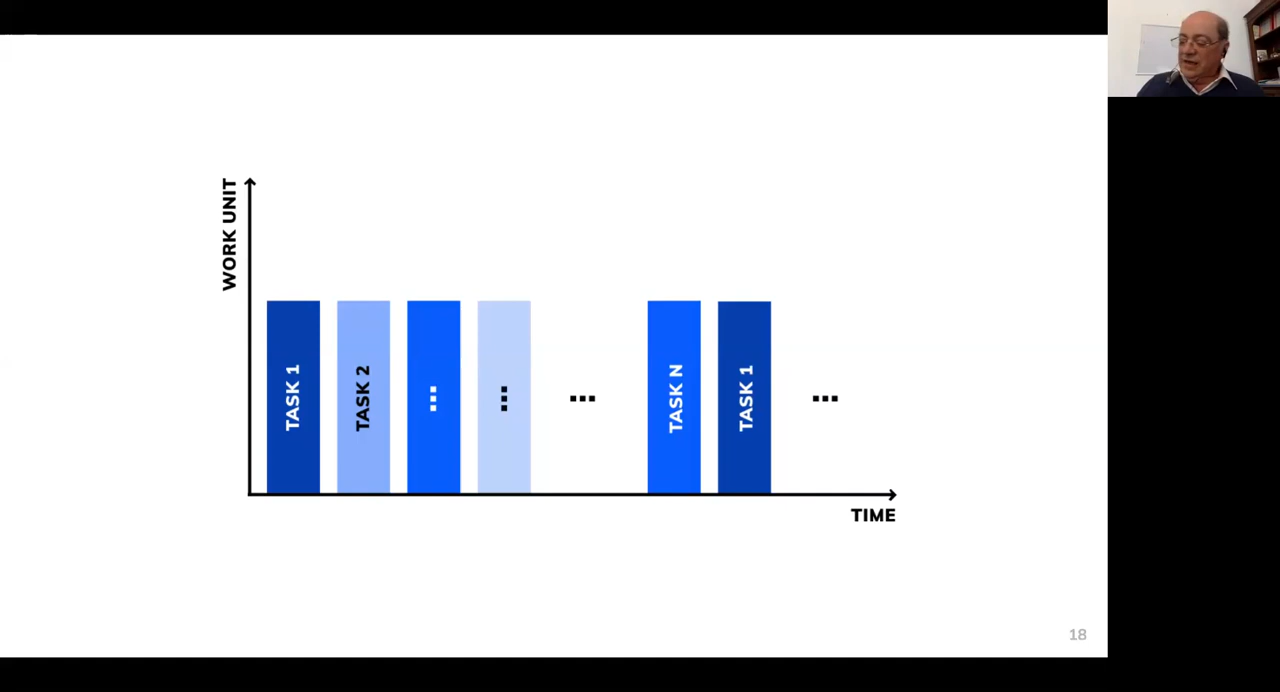 WORK UNIT
TASK 1
TASK 2
...
...
...
TASK N
TASK 1
...
TIME
18